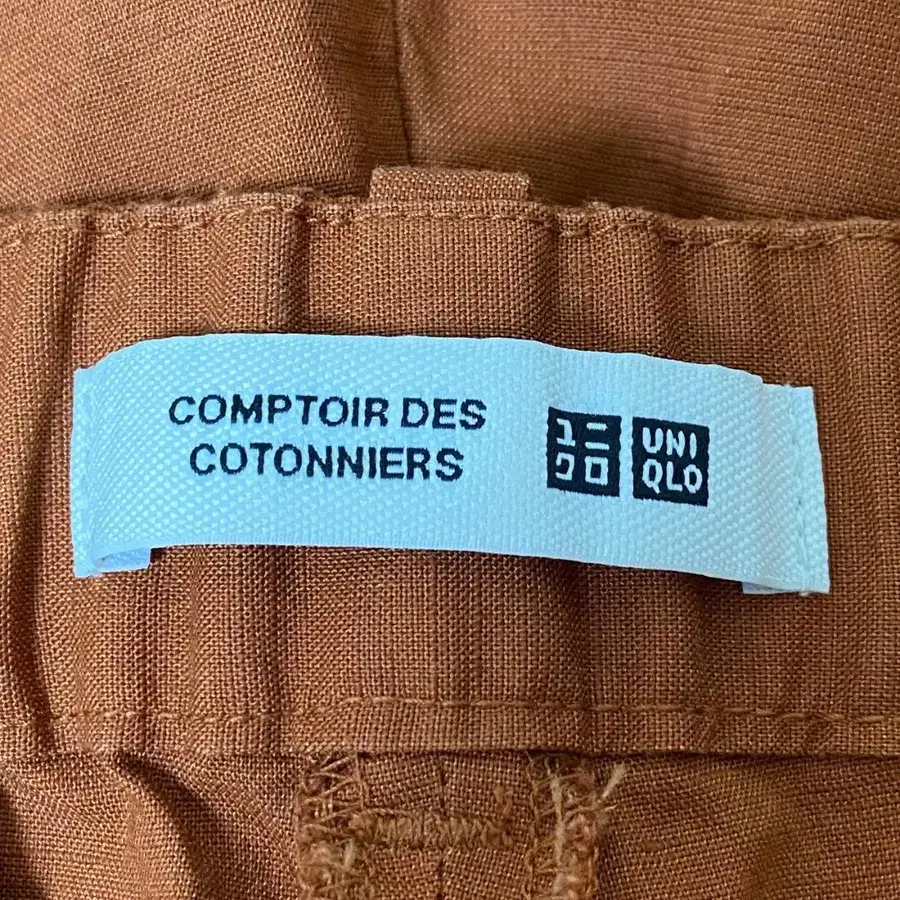 COMPTOIR DES
COTONNIERS
ユニ
クロ
UNI
QLO